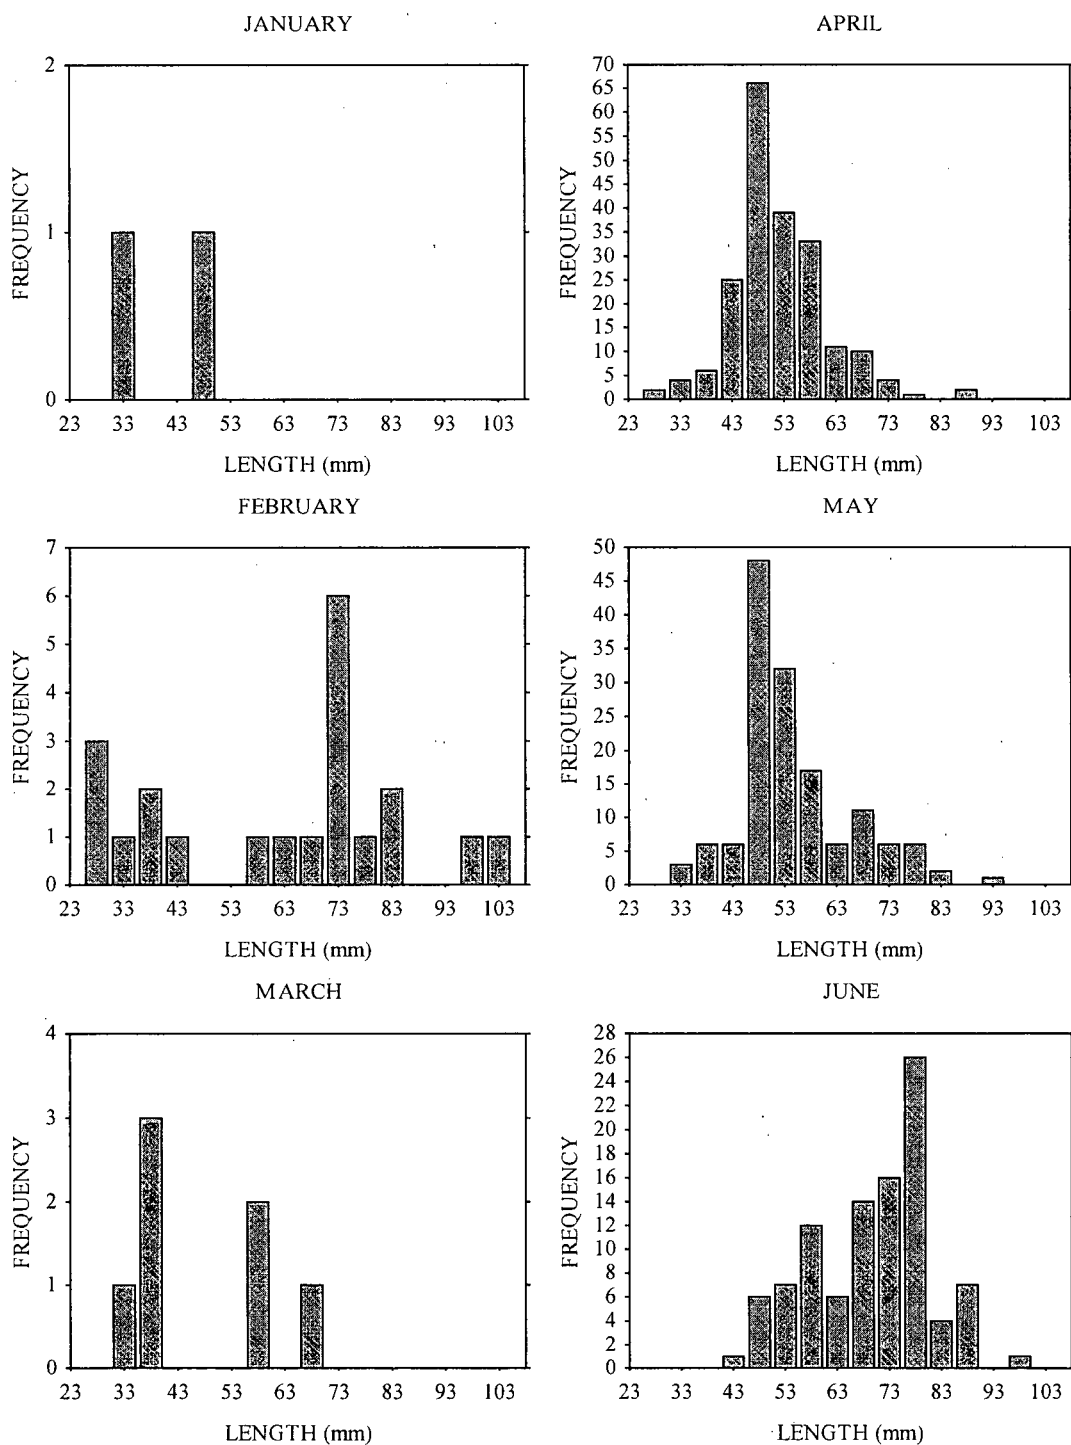 JANUARY
2
1
0
FREQUENCY
23 33 43 53 63 73 83 93 103
LENGTH (mm)
FEBRUARY
7
6
5
4
3
2
1
0
FREQUENCY
23 33 43 53 63 73 83 93 103
LENGTH (mm)
MARCH
4
3
2
1
0
FREQUENCY
23 33 43 53 63 73 83 93 103
LENGTH (mm)
APRIL
70
65
60
55
50
45
40
35
30
25
20
15
10
5
0
FREQUENCY
23 33 43 53 63 73 83 93 103
LENGTH (mm)
MAY
50
45
40
35
30
25
20
15
10
5
0
FREQUENCY
23 33 43 53 63 73 83 93 103
LENGTH (mm)
JUNE
28
26
24
22
20
18
16
14
12
10
8
6
4
2
0
FREQUENCY
23 33 43 53 63 73 83 93 103
LENGTH (mm)